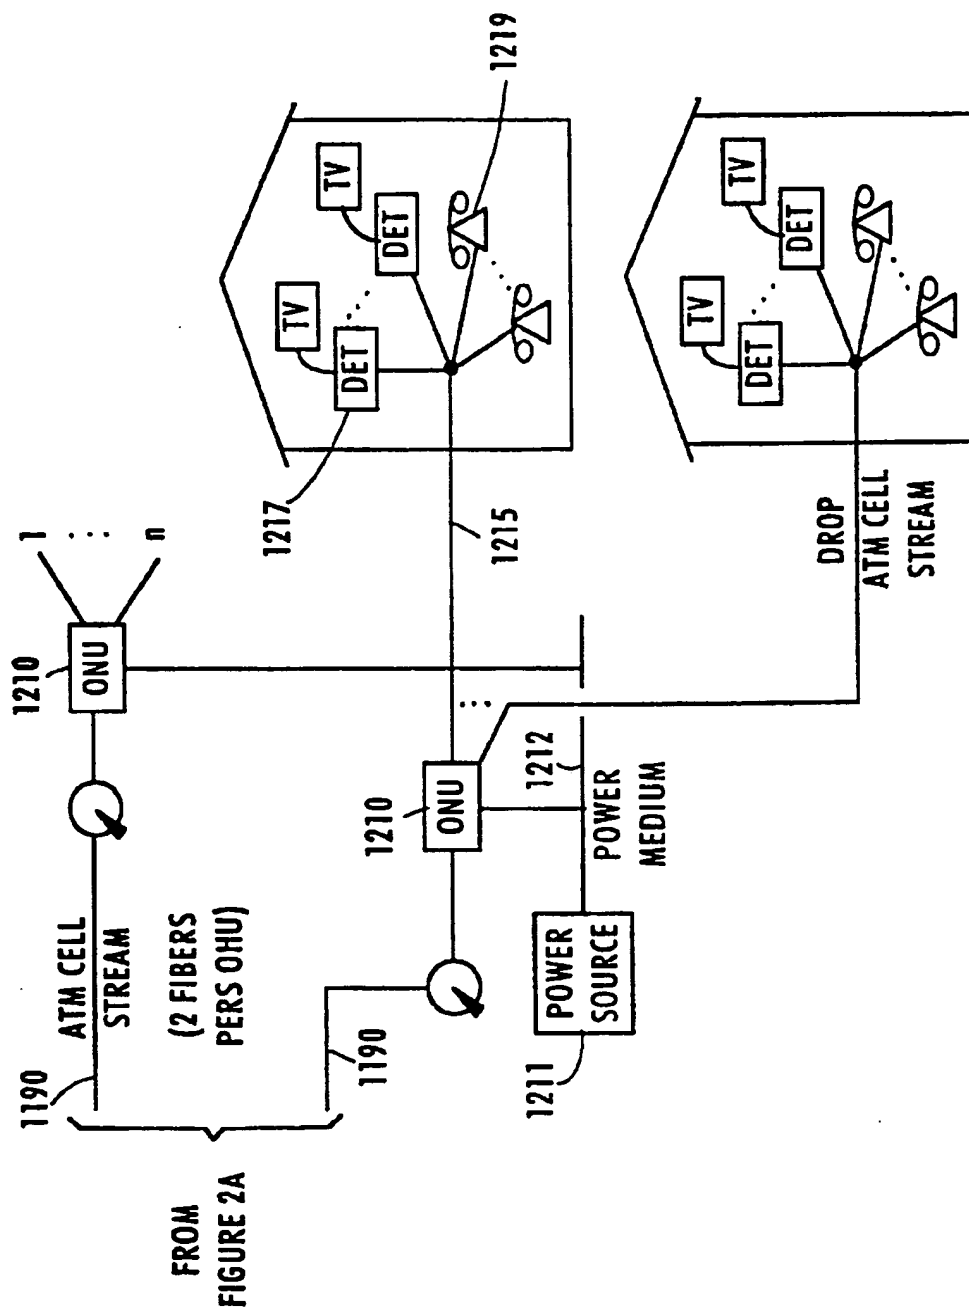 FROM
FIGURE 2A
1190
ATM CELL
STREAM
(2 FIBERS
PERS OHU)
1190
1210
ONU
1
n
1210
ONU
1211
POWER
SOURCE
1212
POWER
MEDIUM
1215
1217
DET
TV
DET
TV
1219
DROP
ATM CELL
STREAM
DET
TV
DET
TV